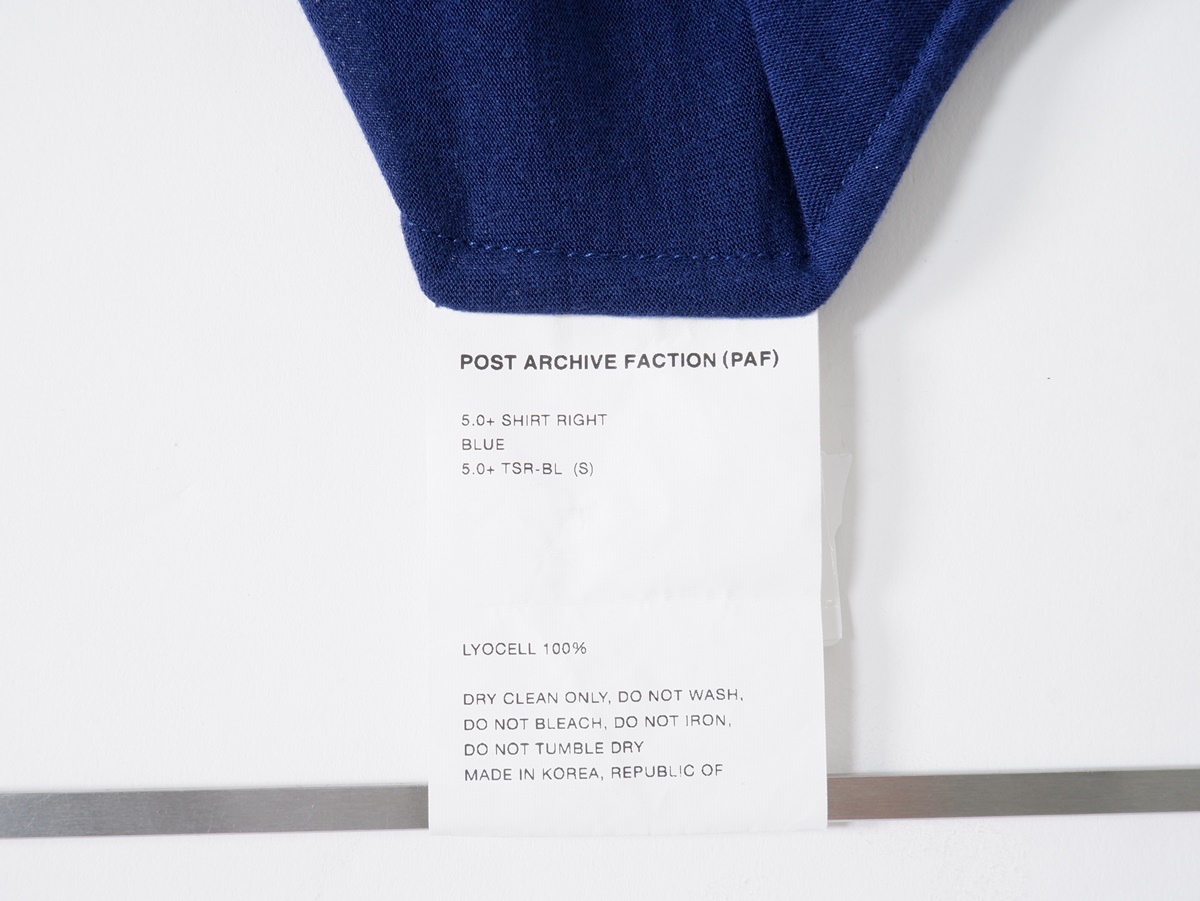 POST ARCHIVE FACTION (PAF)
5.0+ SHIRT RIGHT
BLUE
5.0+ TSR-BL (S)
LYOCELL 100%
DRY CLEAN ONLY, DO NOT WASH,
DO NOT BLEACH, DO NOT IRON,
DO NOT TUMBLE DRY
MADE IN KOREA, REPUBLIC OF